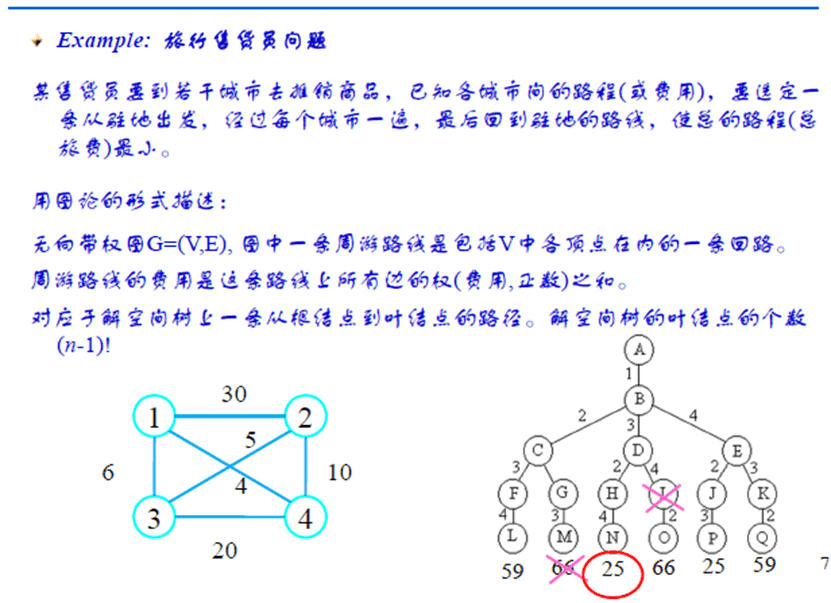 Example: 旅行售货员问题
某售货员要到若干城市去推销商品，已知各城市间的路程(或费用)，要选定一
条从驻地出发，经过每个城市一遍，最后回到驻地的路线，使总的路程(总
旅费)最小。
用图论的形式描述：
无向带权图G=(V,E), 图中一条周游路线是包括V中各顶点在内的一条回路。
周游路线的费用是这条路线上所有边的权(费用,正数)之和。
对应于解空间树上一条从根结点到叶结点的路径。解空间树的叶结点的个数
(n-1)!
A
1
30
B
1 2
2 3 4
5
C D E
6 4 10
3 2 4 2 3
F G H I J K
3 4
4 3 4 2 3 2
L M N O P Q
20
59 66 25 66 25 59
7